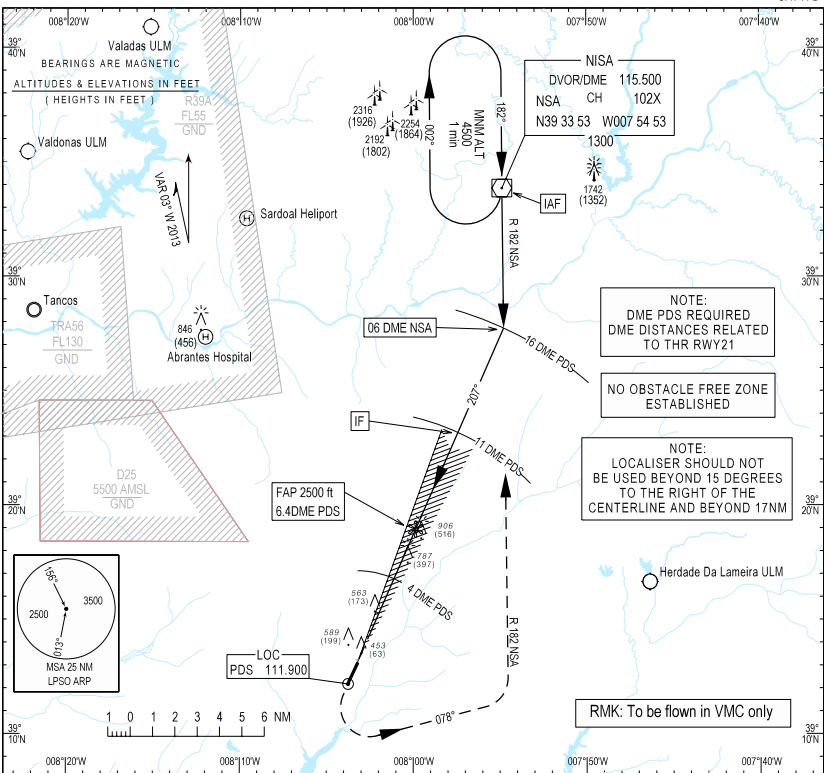 008°20'W
008°10'W
008°00'W
007°50'W
007°40'W
39°
40'N
39°
40'N
Valadas ULM
BEARINGS ARE MAGNETIC
ALTITUDES & ELEVATIONS IN FEET
( HEIGHTS IN FEET )
R39A
FL55
GND
Valdonas ULM
VAR 03° W 2013
Sardoal Heliport
2316
(1926)
2254
(1864)
2192
(1802)
002°
MNM ALT
4500
1 min
182°
NISA
DVOR/DME 115.500
NSA CH 102X
N39 33 53 W007 54 53
1300
1742
(1352)
IAF
R 182 NSA
39°
30'N
39°
30'N
Tancos
TRA56
FL130
GND
846
(456)
Abrantes Hospital
06 DME NSA
16 DME PDS
NOTE:
DME PDS REQUIRED
DME DISTANCES RELATED
TO THR RWY21
207°
NO OBSTACLE FREE ZONE
ESTABLISHED
IF
11 DME PDS
NOTE:
LOCALISER SHOULD NOT
BE USED BEYOND 15 DEGREES
TO THE RIGHT OF THE
CENTERLINE AND BEYOND 17NM
D25
5500 AMSL
GND
39°
20'N
39°
20'N
FAP 2500 ft
6.4DME PDS
906
(516)
787
(397)
4 DME PDS
563
(173)
589
(199)
453
(63)
Herdade Da Lameira ULM
R 182 NSA
156°
3500
2500
013°
MSA 25 NM
LPSO ARP
LOC
PDS 111.900
078°
RMK: To be flown in VMC only
1 0 1 2 3 4 5 6 NM
39°
10'N
39°
10'N
008°20'W
008°10'W
008°00'W
007°50'W
007°40'W